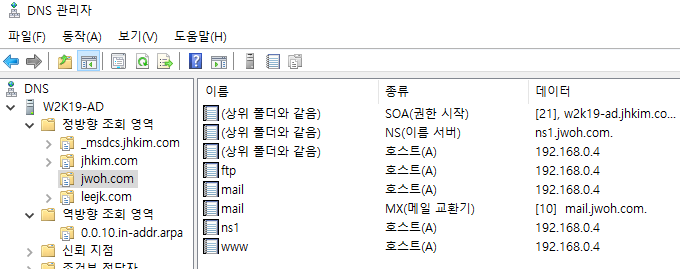 DNS 관리자
파일(F) 동작(A) 보기(V) 도움말(H)
DNS
W2K19-AD
정방향 조회 영역
_msdcs.jhkim.com
jhkim.com
jwoh.com
leejk.com
역방향 조회 영역
0.0.10.in-addr.arpa
신뢰 지점
조건부 전달자
이름 종류 데이터
(상위 폴더와 같음) SOA(권한 시작) [21], w2k19-ad.jhkim.co...
(상위 폴더와 같음) NS(이름 서버) ns1.jwoh.com.
(상위 폴더와 같음) 호스트(A) 192.168.0.4
ftp 호스트(A) 192.168.0.4
mail 호스트(A) 192.168.0.4
mail MX(메일 교환기) [10] mail.jwoh.com.
ns1 호스트(A) 192.168.0.4
www 호스트(A) 192.168.0.4